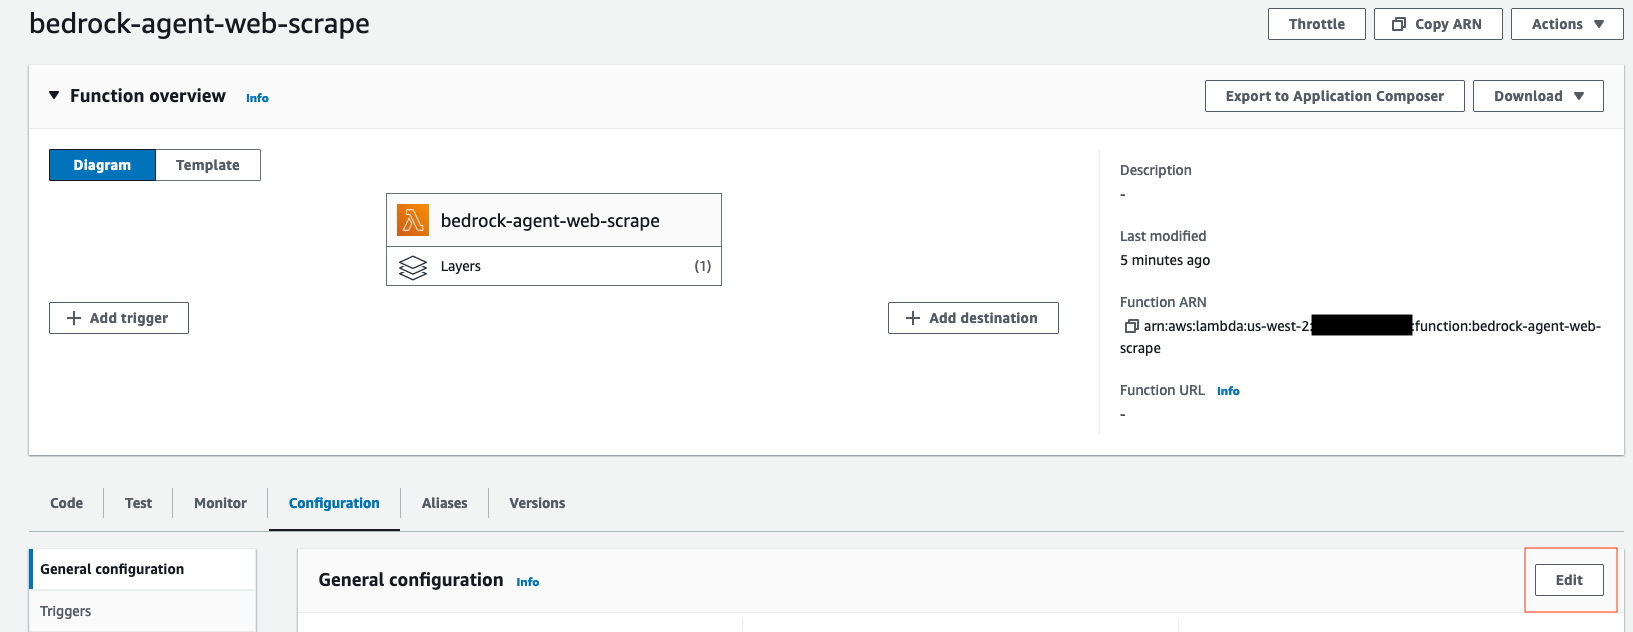 bedrock-agent-web-scrape
Throttle
Copy ARN
Actions
Function overview Info
Export to Application Composer
Download
Diagram
Template
bedrock-agent-web-scrape
Layers (1)
+ Add trigger
+ Add destination
Description
-
Last modified
5 minutes ago
Function ARN
arn:aws:lambda:us-west-2: :function:bedrock-agent-web-
scrape
Function URL Info
-
Code
Test
Monitor
Configuration
Aliases
Versions
General configuration
Triggers
General configuration Info
Edit